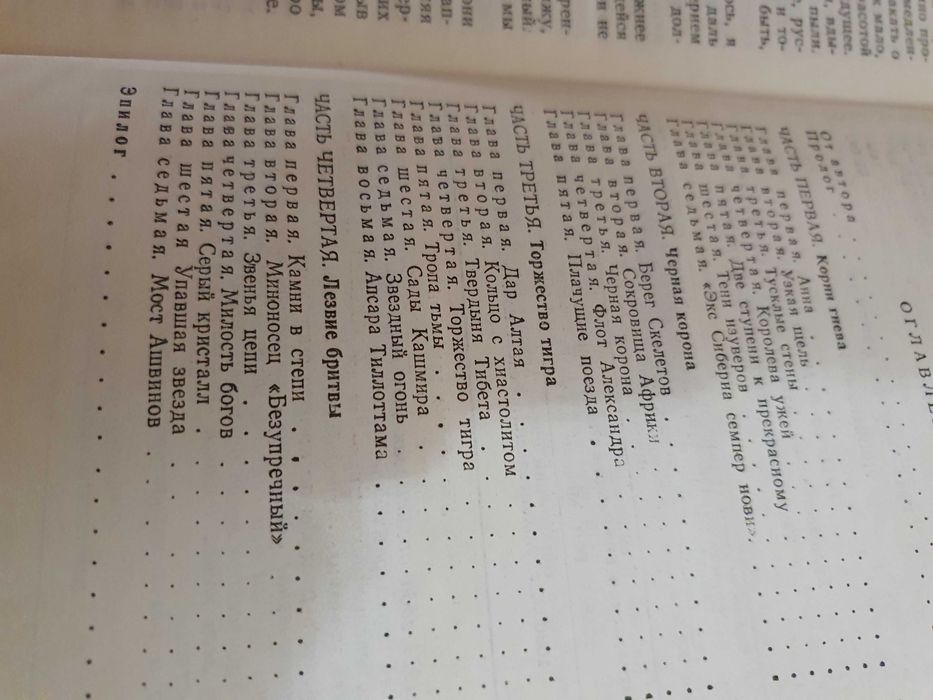 ОГЛАВЛЕ
От автора
Пролог
ЧАСТЬ ПЕРВАЯ. Корни гнева
Глава первая. Анна
Глава вторая. Узкая щель
Глава третья. Тусклые стены
Глава четвертая. Королева ужей
Глава пятая. Две ступени к прекрасному
Глава шестая. Тени изуверов
Глава седьмая. «Экс Сибериа семпер нови».
ЧАСТЬ ВТОРАЯ. Черная корона
Глава первая. Берег Скелетов
Глава вторая. Сокровища Африки
Глава третья. Черная корона
Глава четвертая. Флот Александра
Глава пятая. Плачущие поезда
ЧАСТЬ ТРЕТЬЯ. Торжество тигра
Глава первая. Дар Алтая
Глава вторая. Кольцо с хиастолитом
Глава третья. Твердыня Тибета
Глава четвертая. Торжество тигра
Глава пятая. Тропа тьмы
Глава шестая. Сады Кашмира
Глава седьмая. Звездный огонь
Глава восьмая. Апсара Тиллоттама
ЧАСТЬ ЧЕТВЕРТАЯ. Лезвие бритвы
Глава первая. Камни в степи
Глава вторая. Миноносец «Безупречный»
Глава третья. Звенья цепи
Глава четвертая. Милость богов
Глава пятая. Серый кристалл
Глава шестая Упавшая звезда
Глава седьмая. Мост Ашвинов
Эпилог